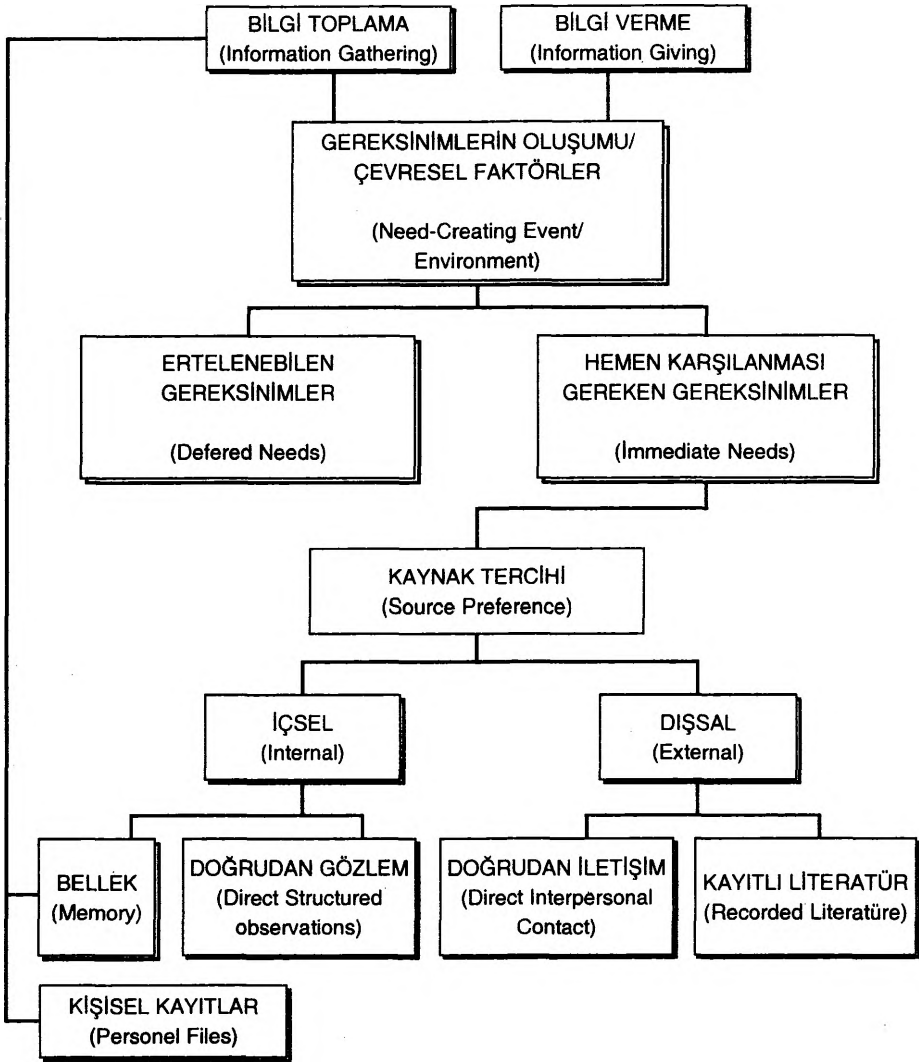 BİLGİ TOPLAMA
(Information Gathering)
BİLGİ VERME
(Information Giving)
GEREKSİNİMLERİN OLUŞUMU/
ÇEVRESEL FAKTÖRLER
(Need-Creating Event/
Environment)
ERTELENEBİLEN
GEREKSİNİMLER
(Defered Needs)
HEMEN KARŞILANMASI
GEREKEN GEREKSİNİMLER
(İmmediate Needs)
KAYNAK TERCİHİ
(Source Preference)
İÇSEL
(Internal)
DIŞSAL
(External)
BELLEK
(Memory)
DOĞRUDAN GÖZLEM
(Direct Structured
observations)
DOĞRUDAN İLETİŞİM
(Direct Interpersonal
Contact)
KAYITLI LİTERATÜR
(Recorded Literatüre)
KİŞİSEL KAYITLAR
(Personel Files)